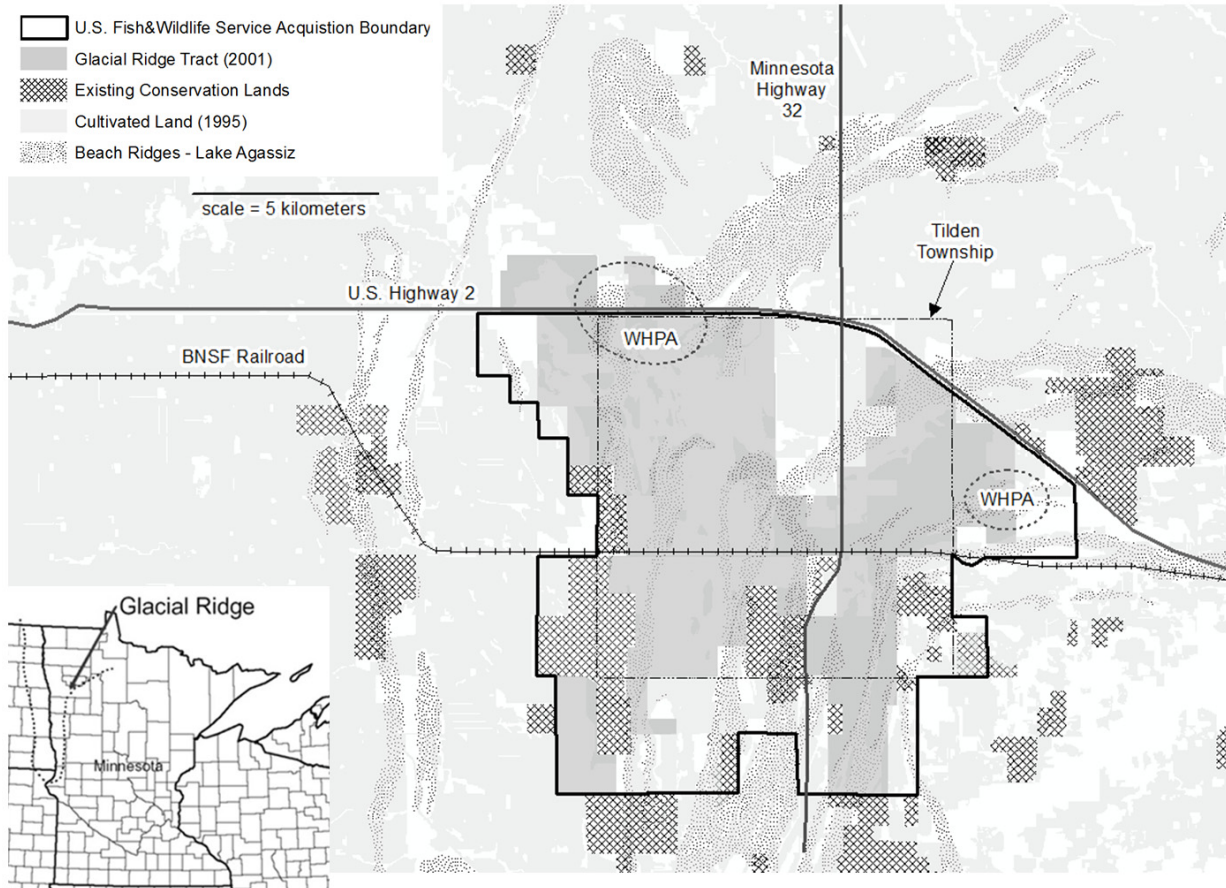 U.S. Fish&Wildlife Service Acquistion Boundary
Glacial Ridge Tract (2001)
Existing Conservation Lands
Cultivated Land (1995)
Beach Ridges - Lake Agassiz
scale = 5 kilometers
Minnesota
Highway
32
Tilden
Township
U.S. Highway 2
WHPA
BNSF Railroad
WHPA
Glacial Ridge
Minnesota